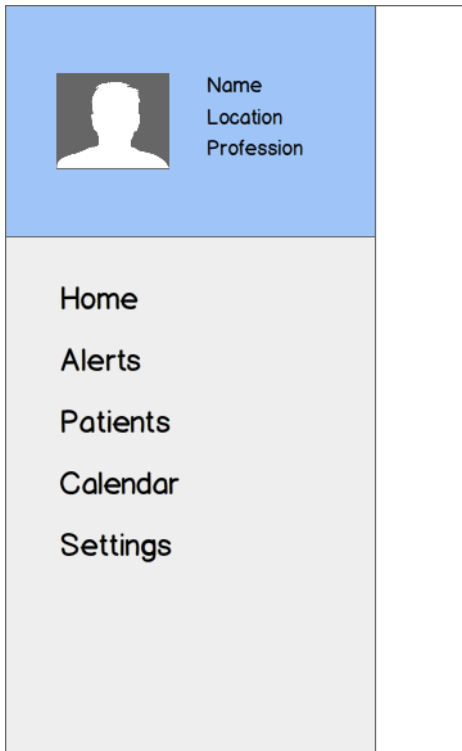 Name
Location
Profession
Home
Alerts
Patients
Calendar
Settings